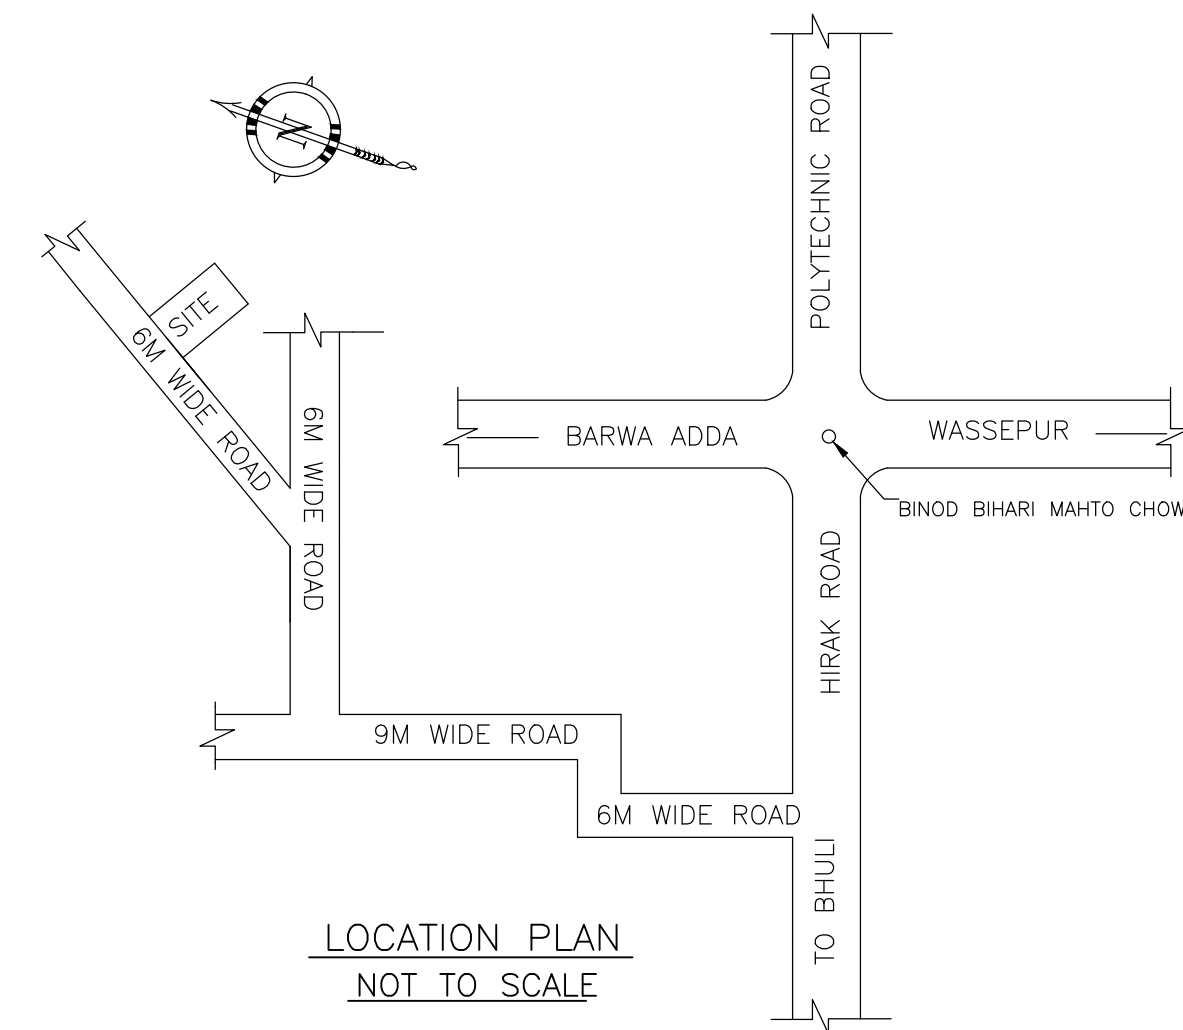 POLYTECHNIC ROAD
N
SITE
6M WIDE ROAD
6M WIDE ROAD
BARWA ADDA
WASSEPUR
BINOD BIHARI MAHTO CHOW
HIRAK ROAD
9M WIDE ROAD
6M WIDE ROAD
TO BHULI
LOCATION PLAN
NOT TO SCALE